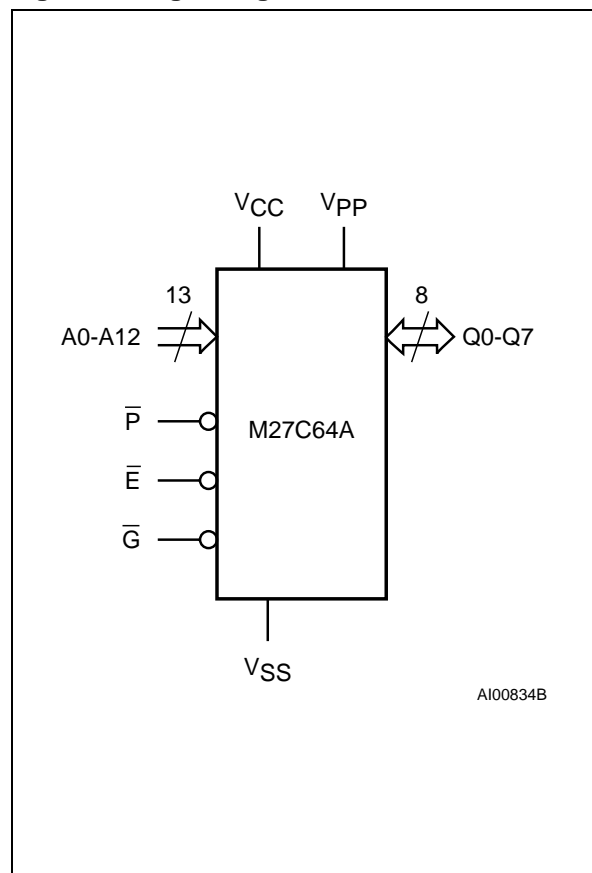 VCC VPP
13 8
A0-A12 Q0-Q7
P̅
M27C64A
E̅
G̅
VSS
AI00834B